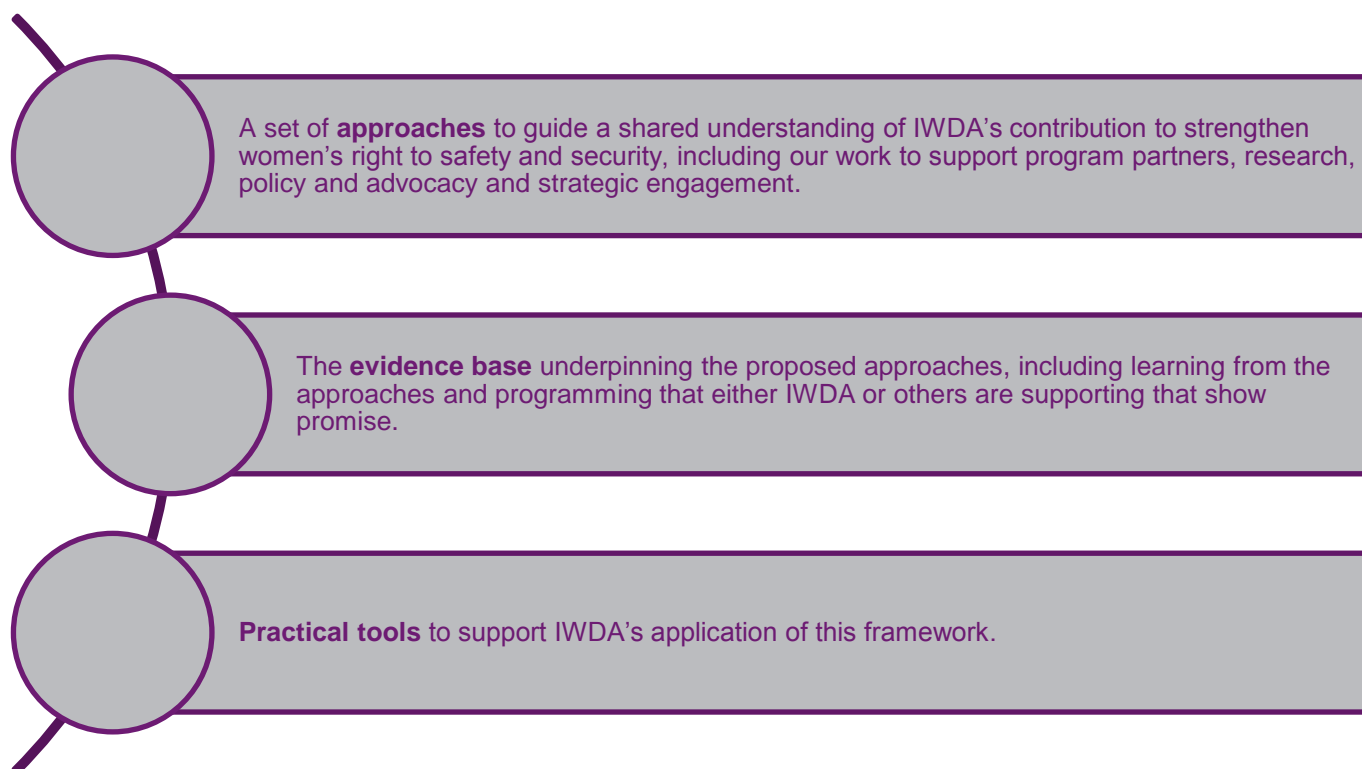 A set of approaches to guide a shared understanding of IWDA’s contribution to strengthen
women’s right to safety and security, including our work to support program partners, research,
policy and advocacy and strategic engagement.
The evidence base underpinning the proposed approaches, including learning from the
approaches and programming that either IWDA or others are supporting that show
promise.
Practical tools to support IWDA’s application of this framework.